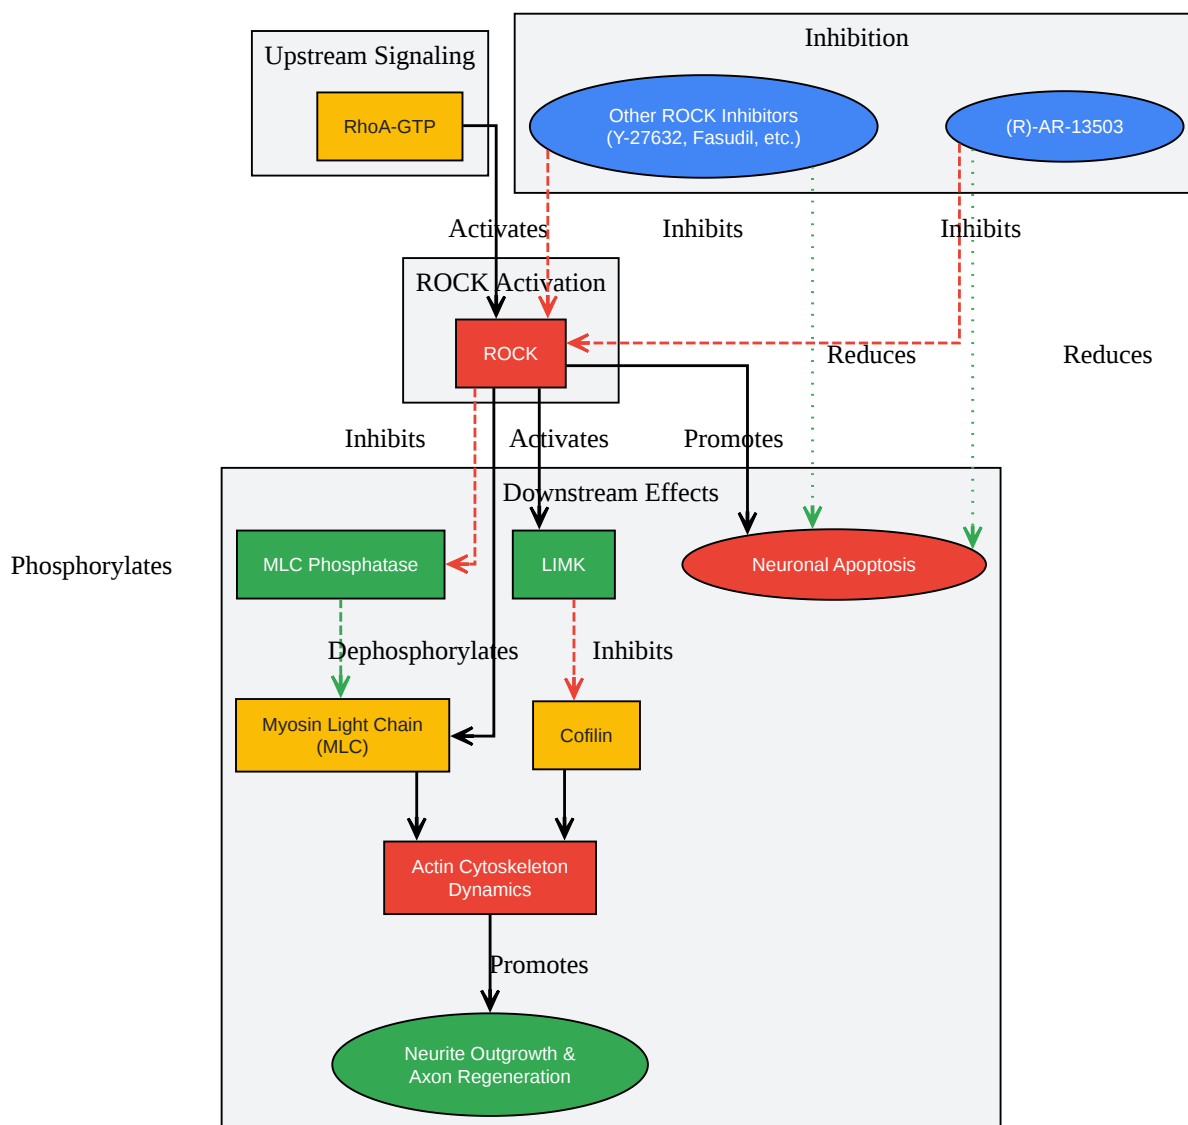 Inhibition
Upstream Signaling
Other ROCK Inhibitors
(Y-27632, Fasudil, etc.)
(R)-AR-13503
RhoA-GTP
Activates
Inhibits
Inhibits
ROCK Activation
ROCK
Reduces
Reduces
Inhibits
Activates
Promotes
Downstream Effects
Phosphorylates
MLC Phosphatase
LIMK
Neuronal Apoptosis
Dephosphorylates
Inhibits
Myosin Light Chain
(MLC)
Cofilin
Actin Cytoskeleton
Dynamics
Promotes
Neurite Outgrowth &
Axon Regeneration